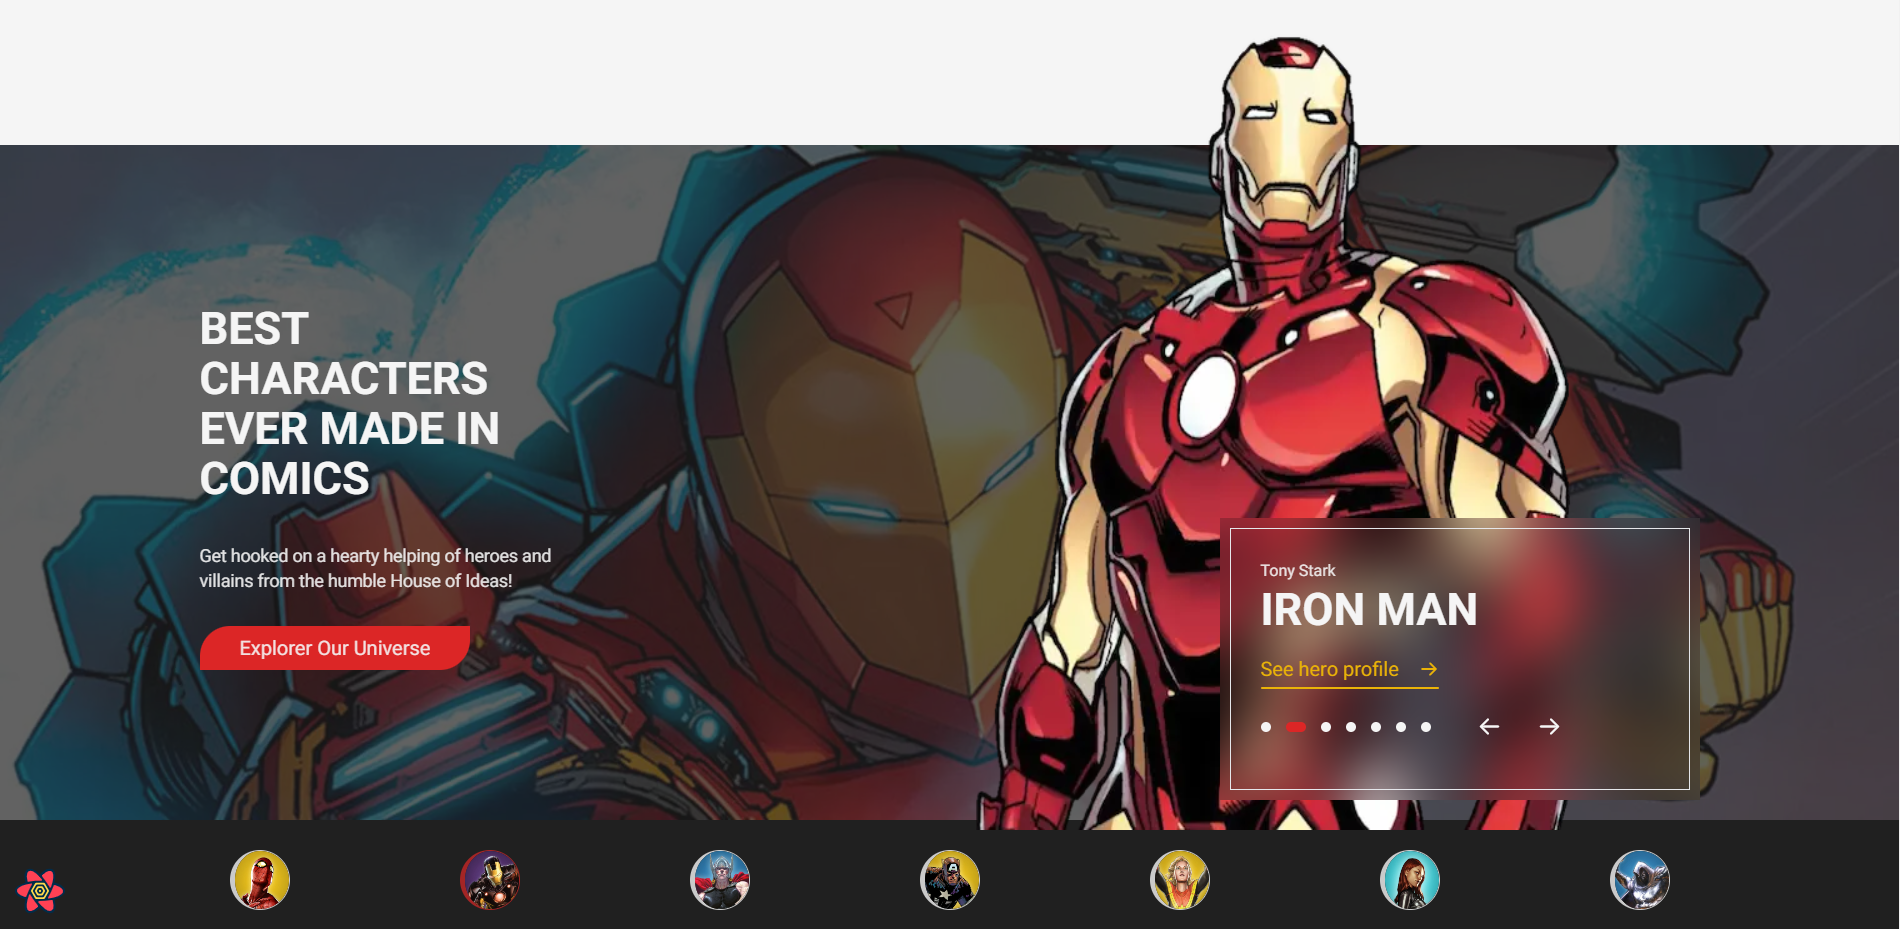 BEST
CHARACTERS
EVER MADE IN
COMICS
Get hooked on a hearty helping of heroes and
villains from the humble House of Ideas!
Explorer Our Universe
Tony Stark
IRON MAN
See hero profile